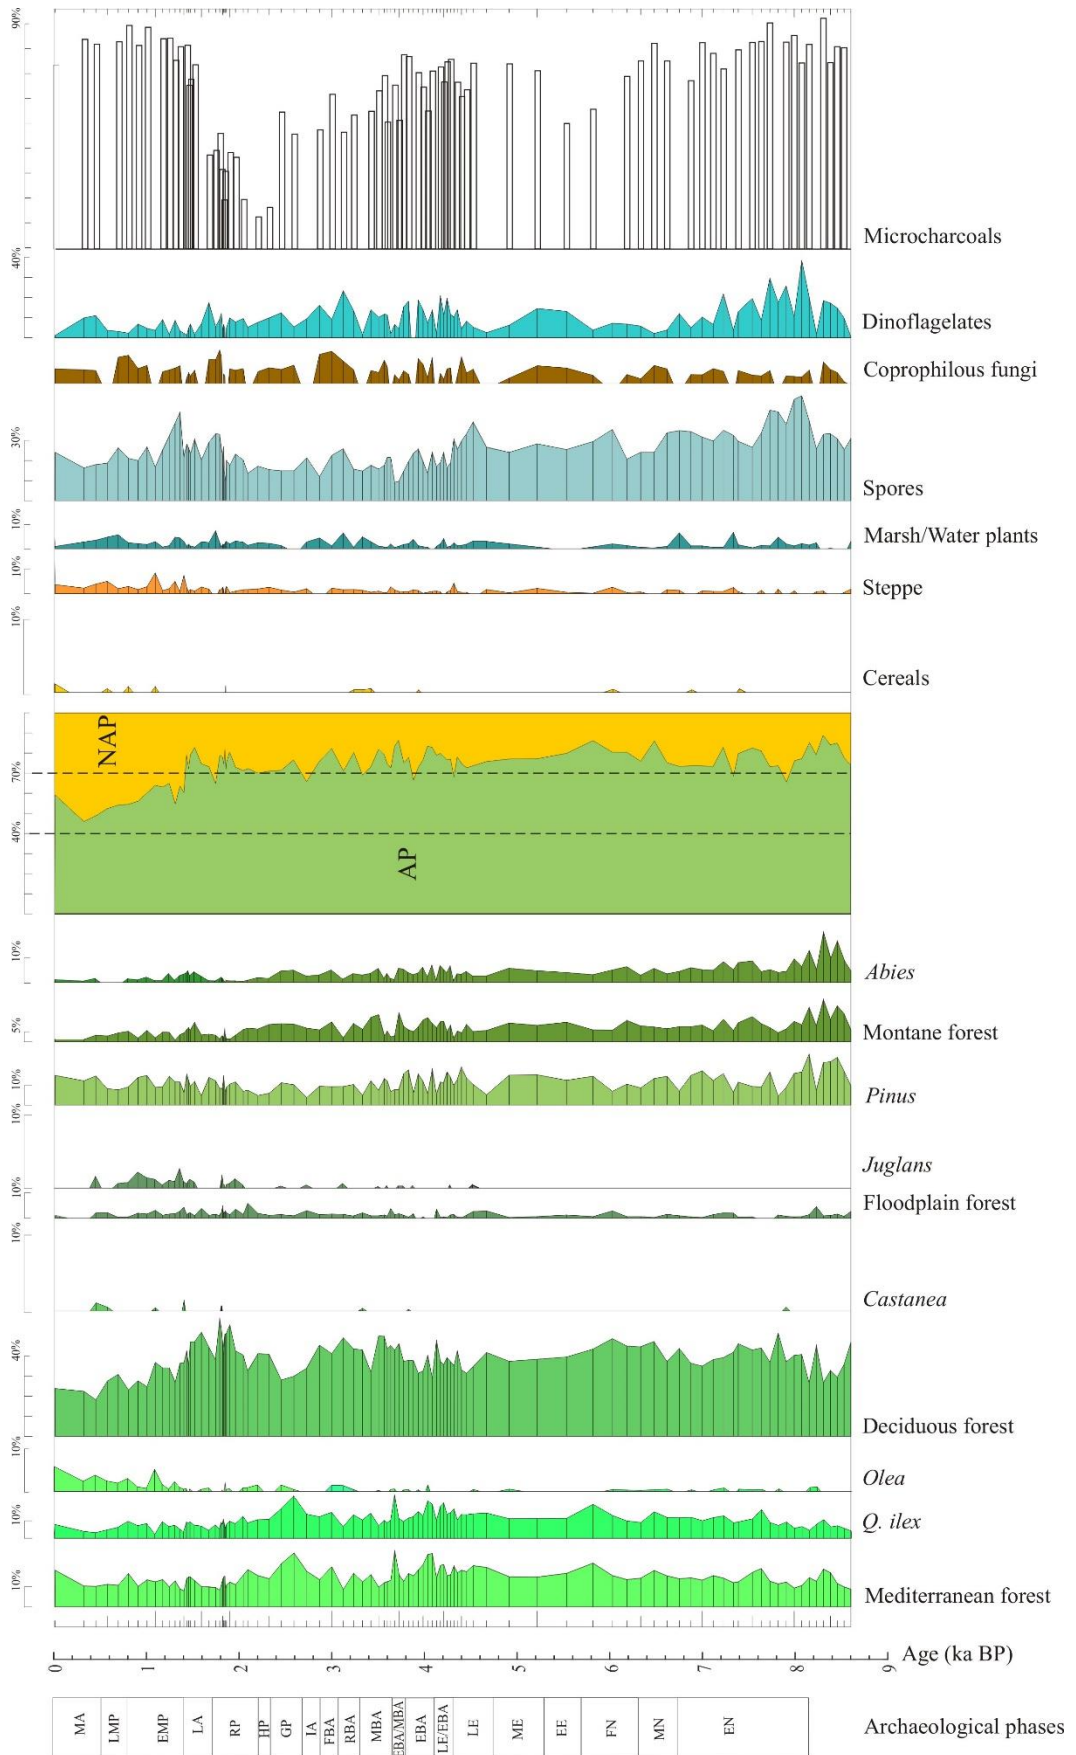 90%
Microcharcoals
40%
Dinoflagelates
Coprophilous fungi
30%
Spores
10%
Marsh/Water plants
10%
Steppe
10%
Cereals
NAP
70%
40%
AP
10%
Abies
5%
Montane forest
10%
Pinus
10%
Juglans
10%
Floodplain forest
10%
Castanea
40%
Deciduous forest
10%
Olea
10%
Q. ilex
10%
Mediterranean forest
0 1 2 3 4 5 6 7 8 9 Age (ka BP)
MA LMP EMP LA RP HP GP IA FBA RBA MBA EBA/MBA EBA LE/EBA LE ME EE FN MN EN Archaeological phases